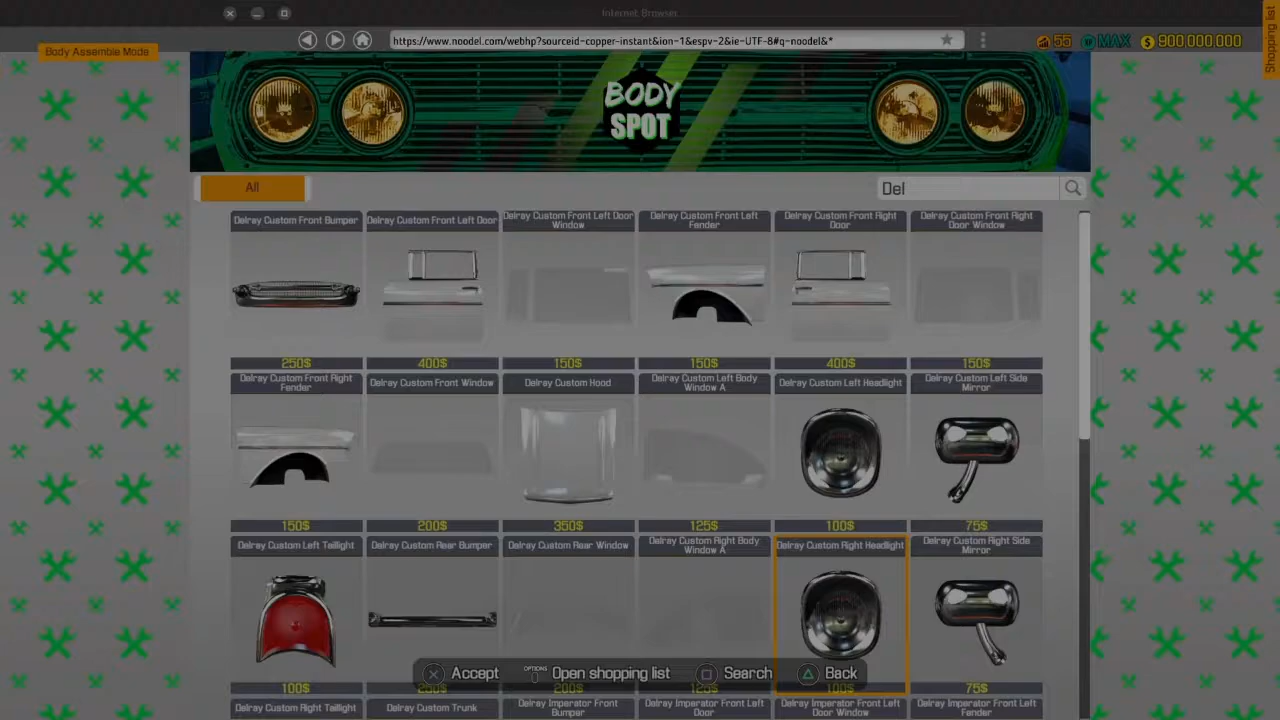 Internet Browser
Shopping list
Body Assemble Mode
https://www.noodel.com/webhp?sourceid-copper-instant&ion-1&espv-2&ie-UTF-8#q-noodel&*
55
MAX
$ 900.000.000
BODY
SPOT
All
Del
Delray Custom Front Bumper
Delray Custom Front Left Door
Delray Custom Front Left Door
Window
Delray Custom Front Left
Fender
Delray Custom Front Right
Door
Delray Custom Front Right
Door Window
250$
400$
150$
150$
400$
150$
Delray Custom Front Right
Fender
Delray Custom Front Window
Delray Custom Hood
Delray Custom Left Body
Window A
Delray Custom Left Headlight
Delray Custom Left Side
Mirror
150$
200$
350$
125$
100$
75$
Delray Custom Left Taillight
Delray Custom Rear Bumper
Delray Custom Rear Window
Delray Custom Right Body
Window A
Delray Custom Right Headlight
Delray Custom Right Side
Mirror
Accept
OPTIONS
Open shopping list
Search
Back
100$
250$
200$
125$
100$
75$
Delray Custom Right Taillight
Delray Custom Trunk
Delray Imperator Front
Bumper
Delray Imperator Front Left
Door
Delray Imperator Front Left
Door Window
Delray Imperator Front Left
Fender